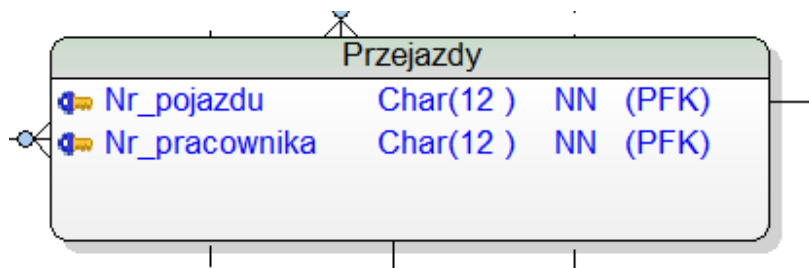 Przejazdy
Nr_pojazdu Char(12 ) NN (PFK)
Nr_pracownika Char(12 ) NN (PFK)